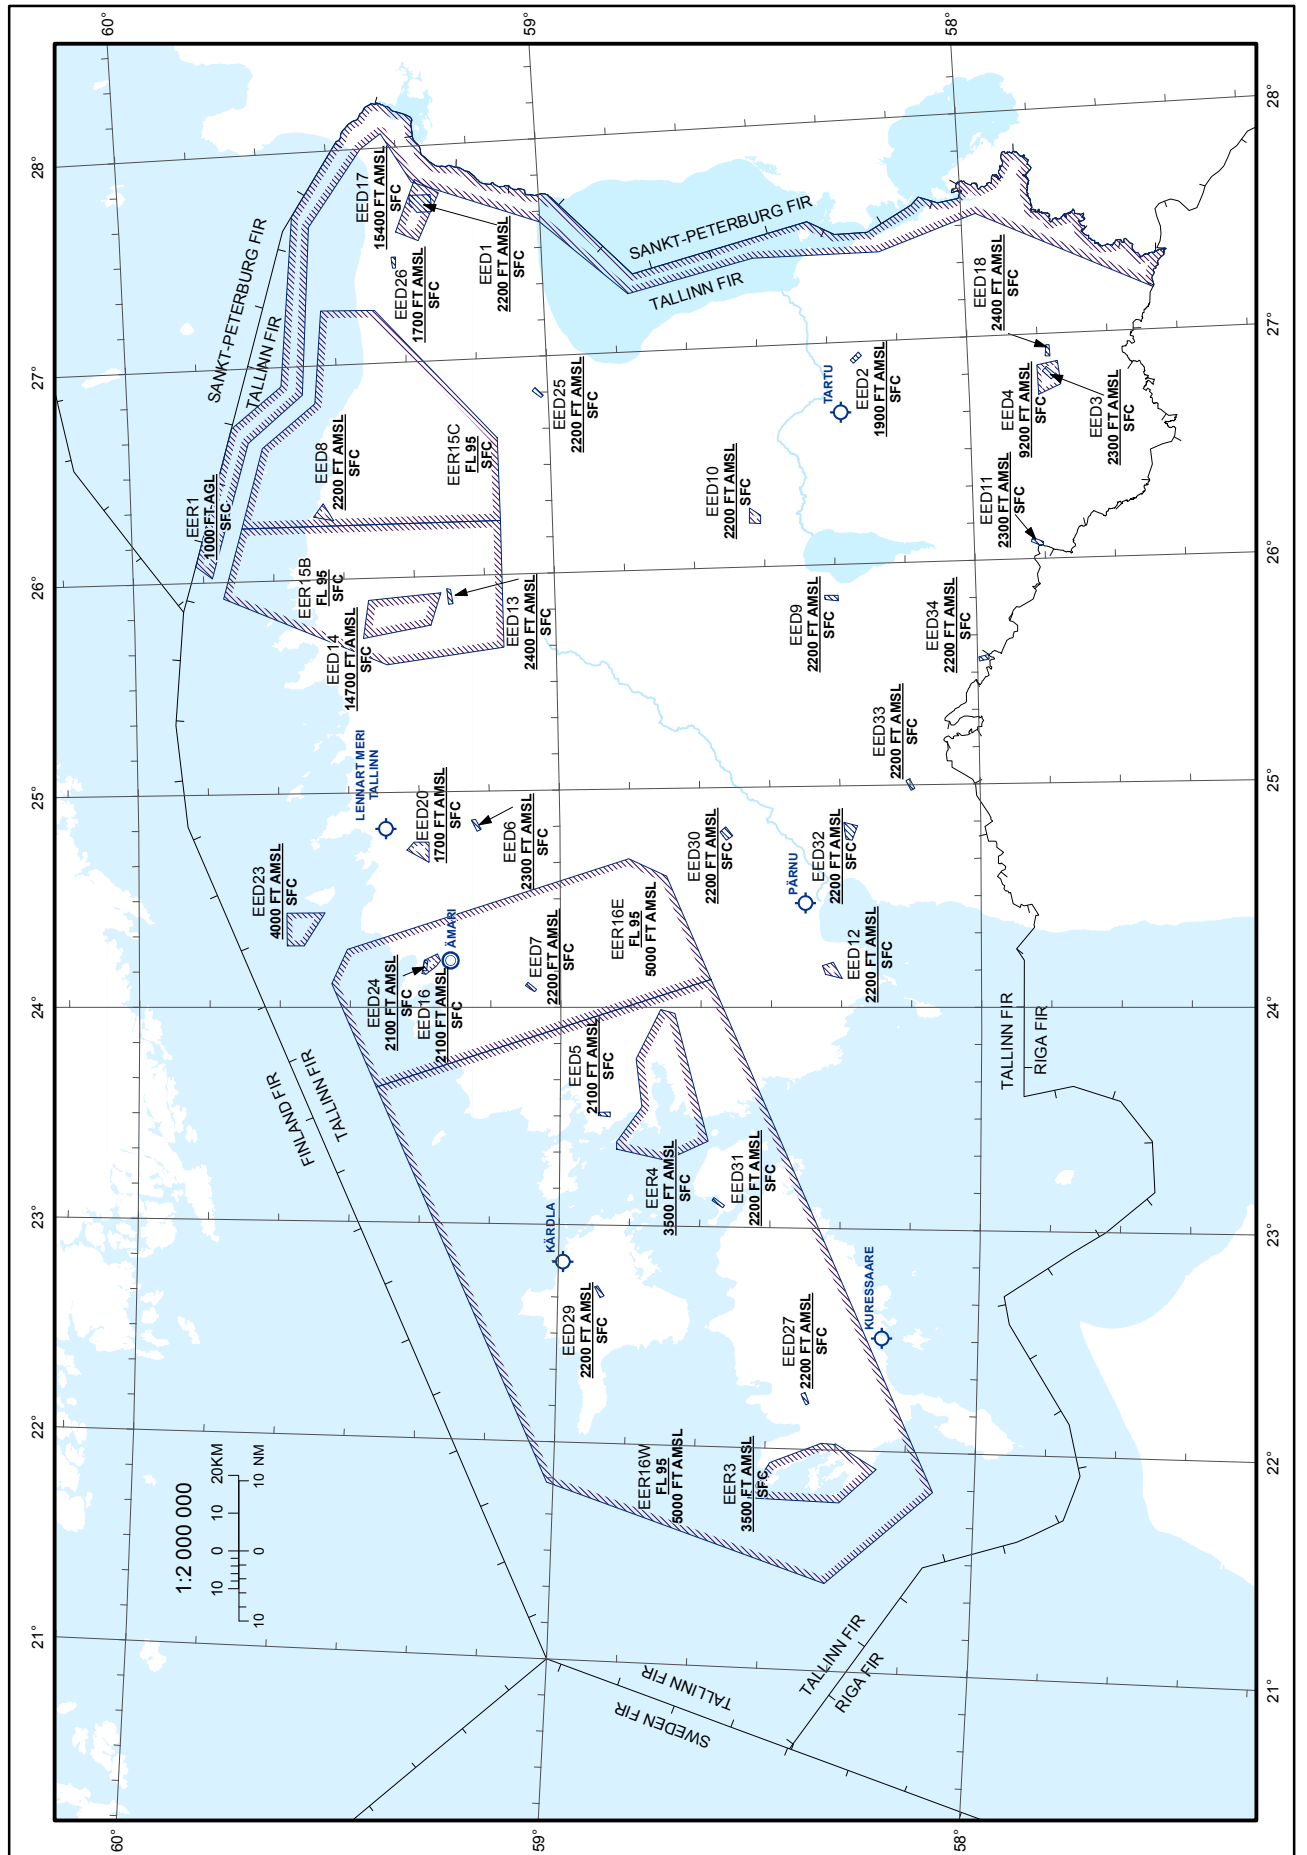 60°
59°
58°
28°
28°
27°
27°
26°
26°
25°
25°
24°
24°
23°
23°
22°
22°
21°
21°
60°
59°
58°
1:2 000 000
10 0 10 20KM
10 0 10 NM
SANKT-PETERBURG FIR
TALLINN FIR
SANKT-PETERBURG FIR
TALLINN FIR
FINLAND FIR
TALLINN FIR
SWEDEN FIR
TALLINN FIR
TALLINN FIR
RIGA FIR
TALLINN FIR
RIGA FIR
EER1
1000 FT AGL
SFC
EED17
15400 FT AMSL
SFC
EED26
1700 FT AMSL
SFC
EED1
2200 FT AMSL
SFC
EED8
2200 FT AMSL
SFC
EER15C
FL 95
SFC
EER15B
FL 95
SFC
EED14
14700 FT AMSL
SFC
EED13
2400 FT AMSL
SFC
EED25
2200 FT AMSL
SFC
TARTU
EED2
1900 FT AMSL
SFC
EED18
2400 FT AMSL
SFC
EED4
9200 FT AMSL
SFC
EED3
2300 FT AMSL
SFC
EED11
2300 FT AMSL
SFC
EED10
2200 FT AMSL
SFC
EED9
2200 FT AMSL
SFC
EED34
2200 FT AMSL
SFC
EED33
2200 FT AMSL
SFC
LENNART MERI
TALLINN
EED20
1700 FT AMSL
SFC
EED6
2300 FT AMSL
SFC
EED23
4000 FT AMSL
SFC
ÄMARI
EED24
2100 FT AMSL
SFC
EED16
2100 FT AMSL
SFC
EED7
2200 FT AMSL
SFC
EER16E
FL 95
5000 FT AMSL
EED30
2200 FT AMSL
SFC
PÄRNU
EED32
2200 FT AMSL
SFC
EED12
2200 FT AMSL
SFC
EED5
2100 FT AMSL
SFC
EER4
3500 FT AMSL
SFC
EED31
2200 FT AMSL
SFC
KÄRDLA
EED29
2200 FT AMSL
SFC
EED27
2200 FT AMSL
SFC
KURESSAARE
EER16W
FL 95
5000 FT AMSL
EER3
3500 FT AMSL
SFC